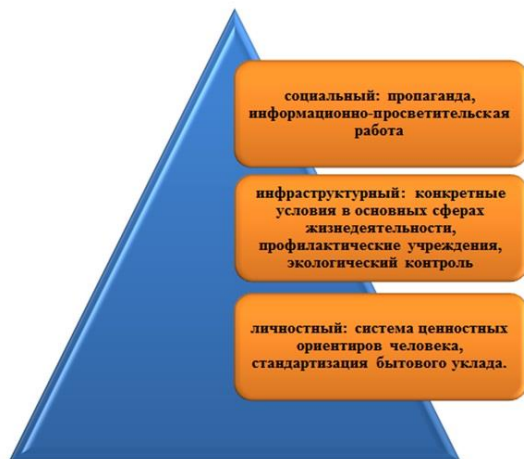 социальный: пропаганда,
информационно-просветительская
работа
инфраструктурный: конкретные
условия в основных сферах
жизнедеятельности,
профилактические учреждения,
экологический контроль
личностный: система ценностных
ориентиров человека,
стандартизация бытового уклада.